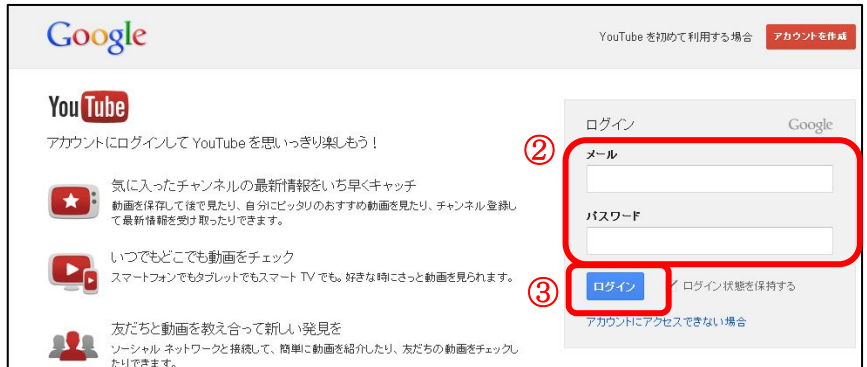 Google
YouTube を初めて利用する場合 アカウントを作成
YouTube
アカウントにログインして YouTube を思いっきり楽しもう！
気に入ったチャンネルの最新情報をいち早くキャッチ
動画を保存して後で見たり、自分にピッタリのおすすめ動画を見たり、チャンネル登録し
て最新情報を受け取ったりできます。
いつでもどこでも動画をチェック
スマートフォンでもタブレットでもスマート TV でも。好きな時にさっと動画を見られます。
友だちと動画を教え合って新しい発見を
ソーシャル ネットワークと接続して、簡単に動画を紹介したり、友だちの動画をチェックし
たりできます。
ログイン Google
②
メール
パスワード
③
ログイン ログイン状態を保持する
アカウントにアクセスできない場合